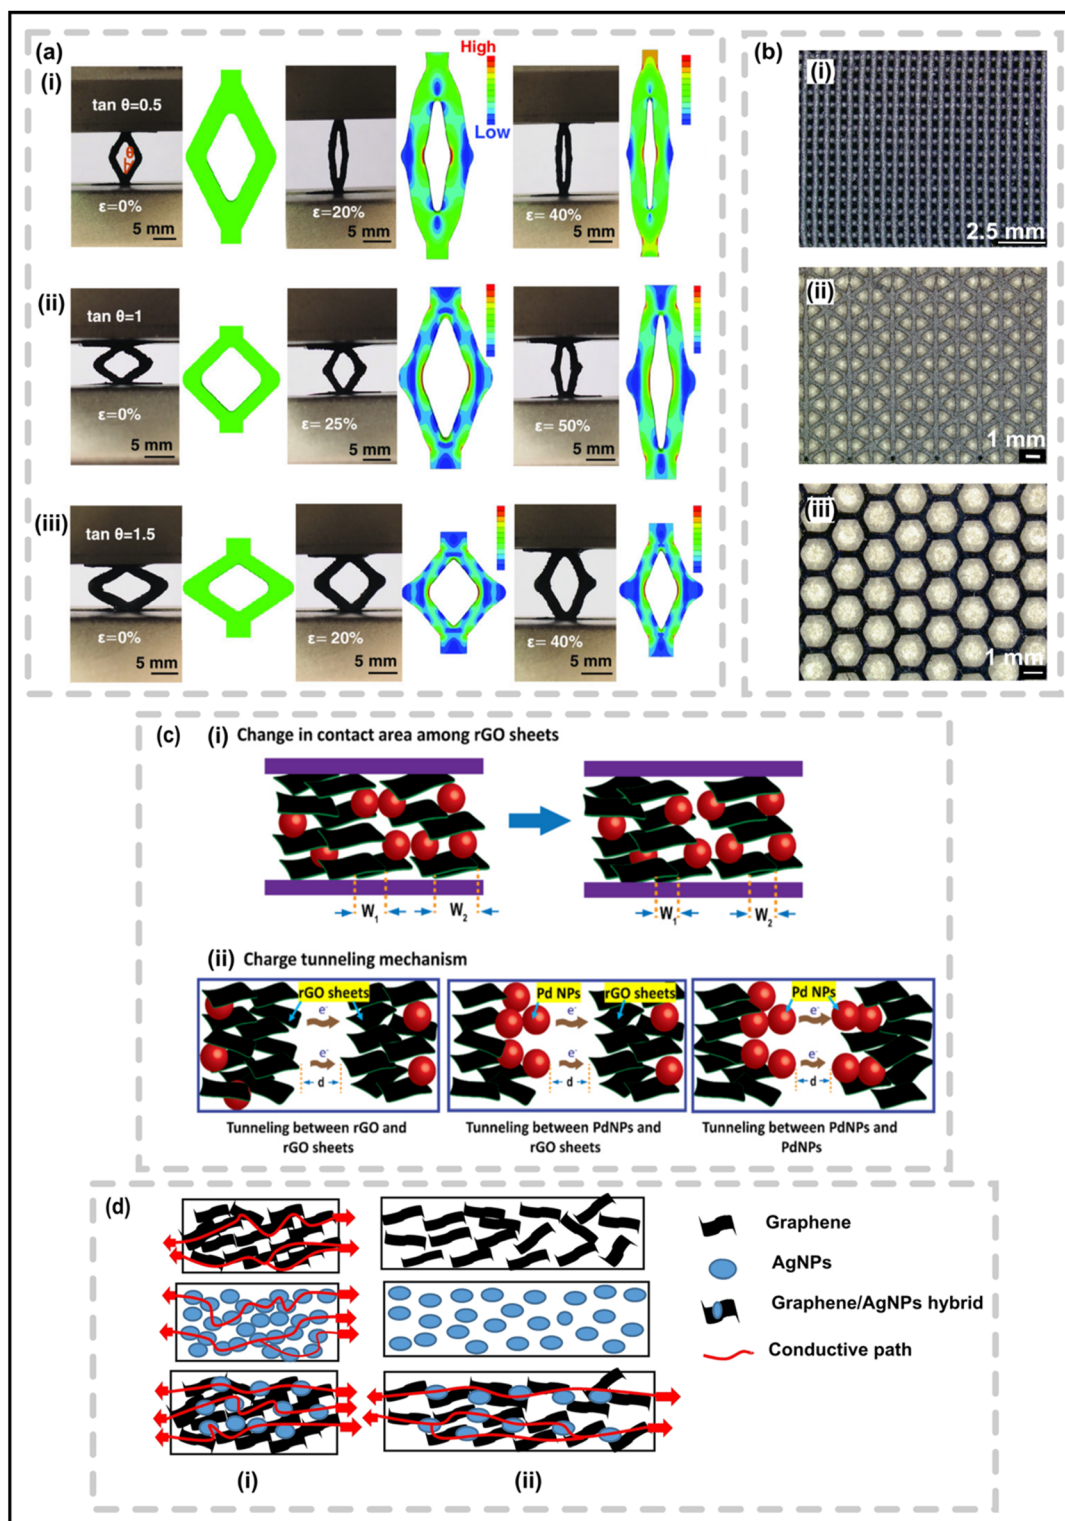 (a)
(i)
tan θ=0.5
θ
ε=0%
5 mm
High
Low
ε=20%
5 mm
ε= 40%
5 mm
(ii)
tan θ=1
ε=0%
5 mm
ε= 25%
5 mm
ε= 50%
5 mm
(iii)
tan θ=1.5
ε=0%
5 mm
ε= 20%
5 mm
ε= 40%
5 mm
(b)
(i)
2.5 mm
(ii)
1 mm
(iii)
1 mm
(c)
(i) Change in contact area among rGO sheets
W1 W2
W1 W2
(ii) Charge tunneling mechanism
rGO sheets
e-
e-
d
Tunneling between rGO and
rGO sheets
Pd NPs rGO sheets
e-
e-
d
Tunneling between PdNPs and
rGO sheets
Pd NPs
e-
e-
d
Tunneling between PdNPs and
PdNPs
(d)
Graphene
AgNPs
Graphene/AgNPs hybrid
Conductive path
(i) (ii)